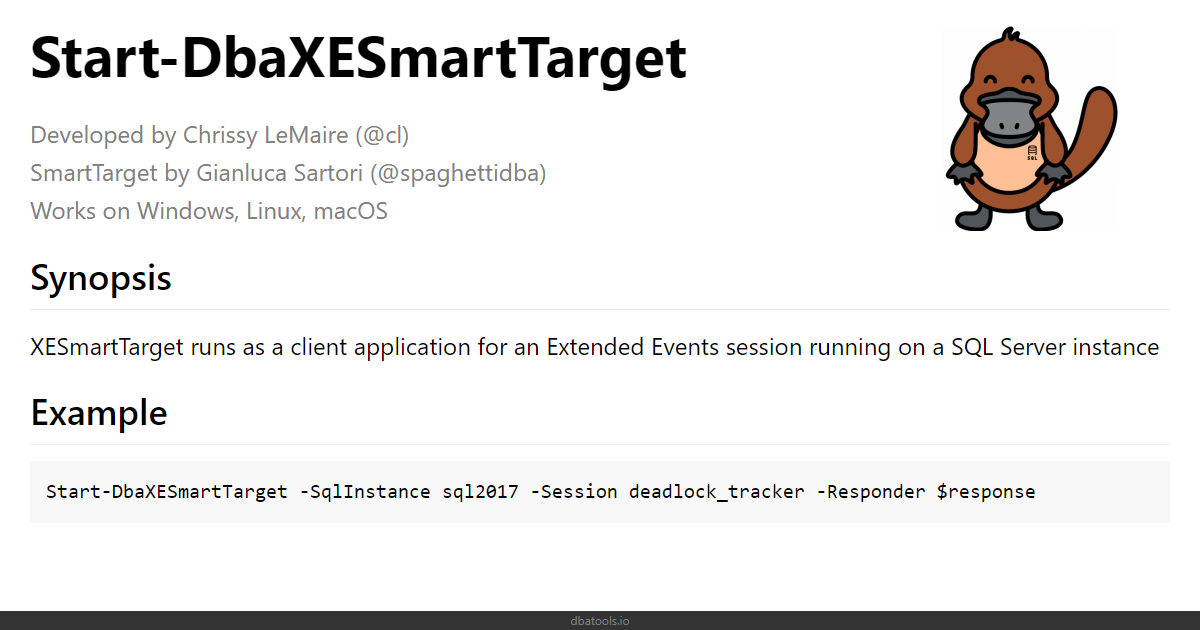 Start-DbaXESmartTarget
Developed by Chrissy LeMaire (@cl)
SmartTarget by Gianluca Sartori (@spaghettidba)
Works on Windows, Linux, macOS
SQL
Synopsis
XESmartTarget runs as a client application for an Extended Events session running on a SQL Server instance
Example
Start-DbaXESmartTarget -SqlInstance sql2017 -Session deadlock_tracker -Responder $response
dbatools.io